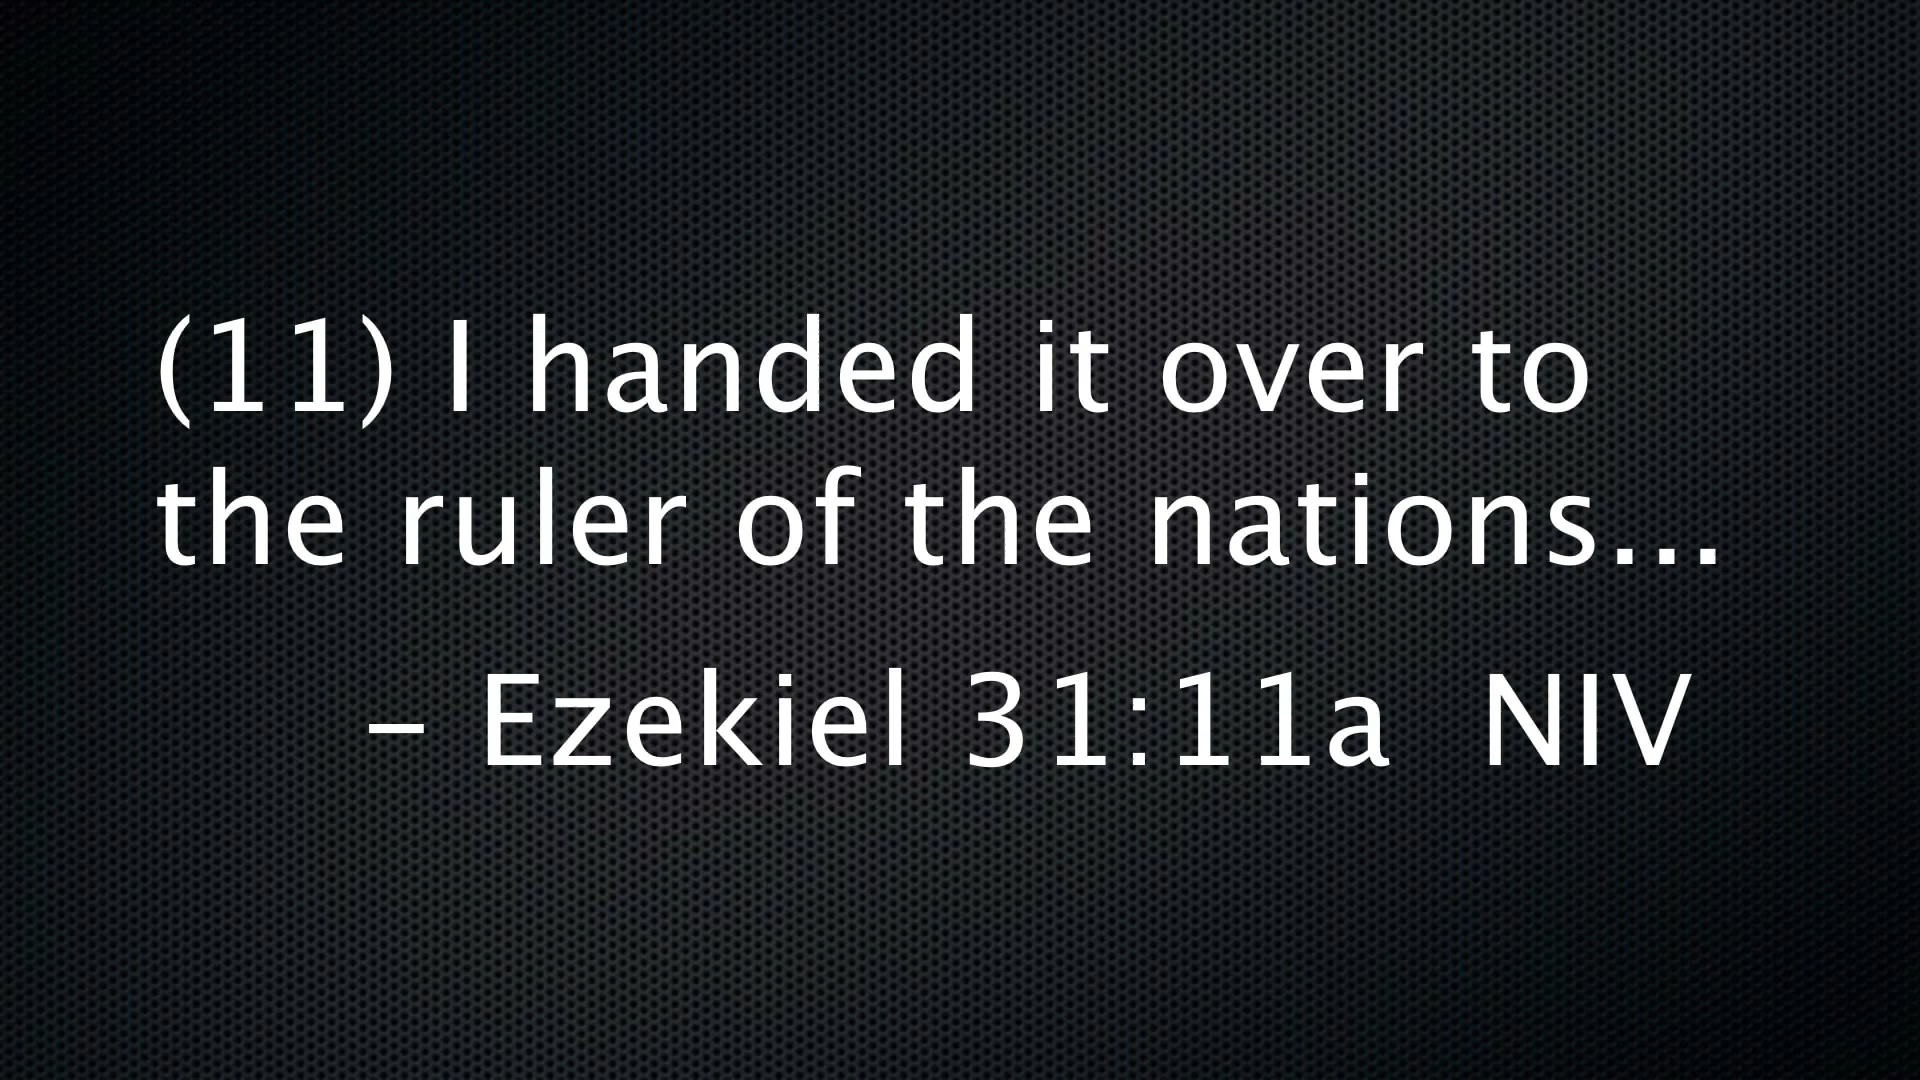 (11) I handed it over to
the ruler of the nations...
– Ezekiel 31:11a  NIV